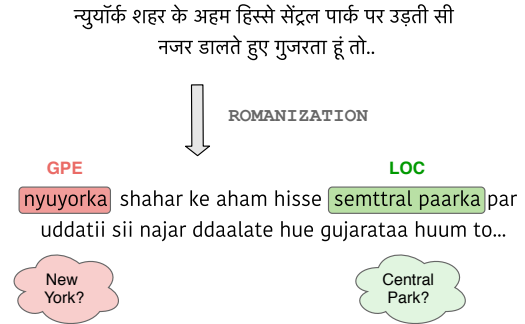 न्युयॉर्क शहर के अहम हिस्से सेंट्रल पार्क पर उड़ती सी
नजर डालते हुए गुजरता हूं तो..
ROMANIZATION
GPE LOC
nyuyorka shahar ke aham hisse semttral paarka par
uddatii sii najar ddaalate hue gujarataa huum to...
New Central
York? Park?